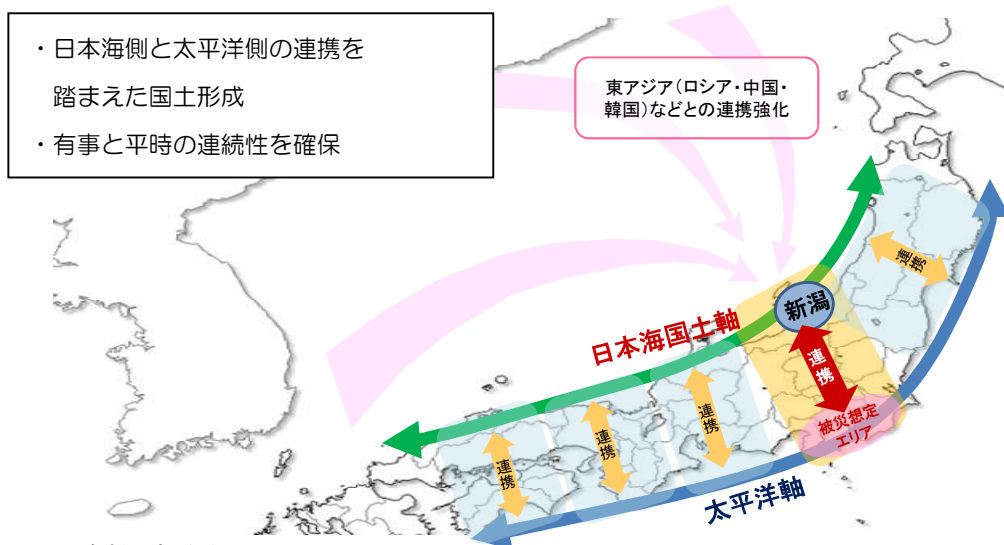 ・日本海側と太平洋側の連携を
踏まえた国土形成
・有事と平時の連続性を確保
東アジア（ロシア・中国・
韓国）などとの連携強化
連携
新潟
日本海国土軸
連携
被災想定
エリア
連携
連携
連携
太平洋軸